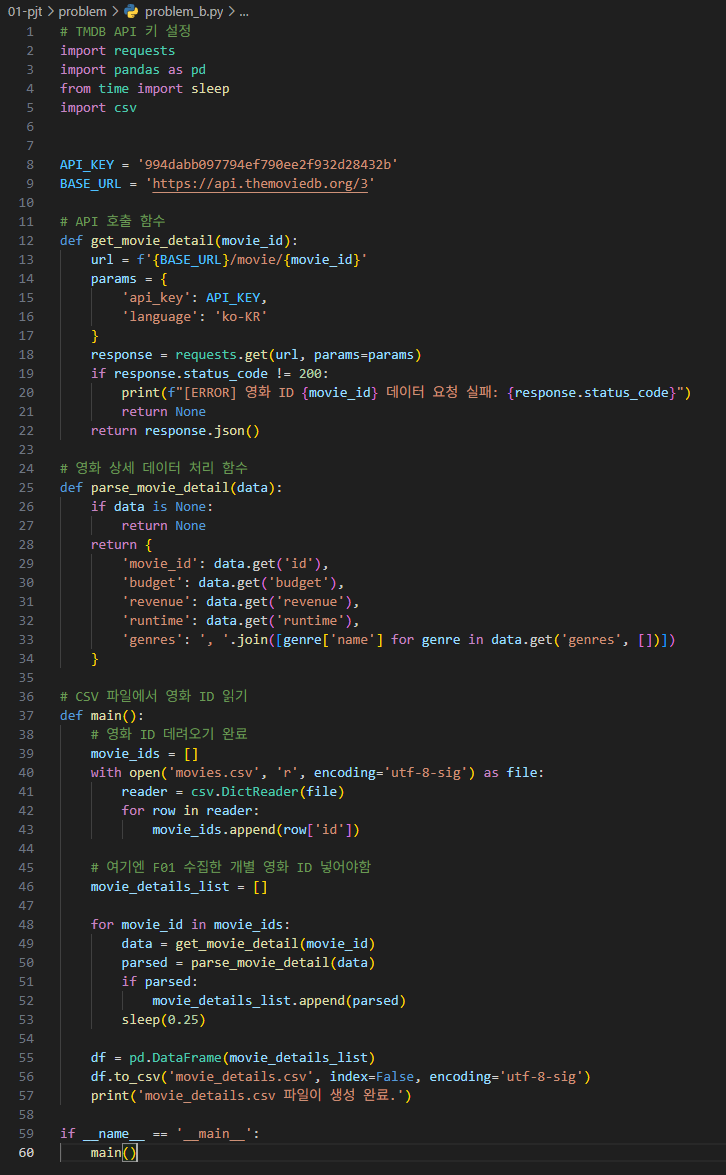 01-pjt > problem > problem_b.py > ...
1 # TMDB API 키 설정
2 import requests
3 import pandas as pd
4 from time import sleep
5 import csv
6
7
8 API_KEY = '994dabb097794ef790ee2f932d28432b'
9 BASE_URL = 'https://api.themoviedb.org/3'
10
11 # API 호출 함수
12 def get_movie_detail(movie_id):
13     url = f'{BASE_URL}/movie/{movie_id}'
14     params = {
15         'api_key': API_KEY,
16         'language': 'ko-KR'
17     }
18     response = requests.get(url, params=params)
19     if response.status_code != 200:
20         print(f"[ERROR] 영화 ID {movie_id} 데이터 요청 실패: {response.status_code}")
21         return None
22     return response.json()
23
24 # 영화 상세 데이터 처리 함수
25 def parse_movie_detail(data):
26     if data is None:
27         return None
28     return {
29         'movie_id': data.get('id'),
30         'budget': data.get('budget'),
31         'revenue': data.get('revenue'),
32         'runtime': data.get('runtime'),
33         'genres': ', '.join([genre['name'] for genre in data.get('genres', [])])
34     }
35
36 # CSV 파일에서 영화 ID 읽기
37 def main():
38     # 영화 ID 데려오기 완료
39     movie_ids = []
40     with open('movies.csv', 'r', encoding='utf-8-sig') as file:
41         reader = csv.DictReader(file)
42         for row in reader:
43             movie_ids.append(row['id'])
44
45     # 여기엔 F01 수집한 개별 영화 ID 넣어야함
46     movie_details_list = []
47
48     for movie_id in movie_ids:
49         data = get_movie_detail(movie_id)
50         parsed = parse_movie_detail(data)
51         if parsed:
52             movie_details_list.append(parsed)
53         sleep(0.25)
54
55     df = pd.DataFrame(movie_details_list)
56     df.to_csv('movie_details.csv', index=False, encoding='utf-8-sig')
57     print('movie_details.csv 파일이 생성 완료.')
58
59 if __name__ == '__main__':
60     main()